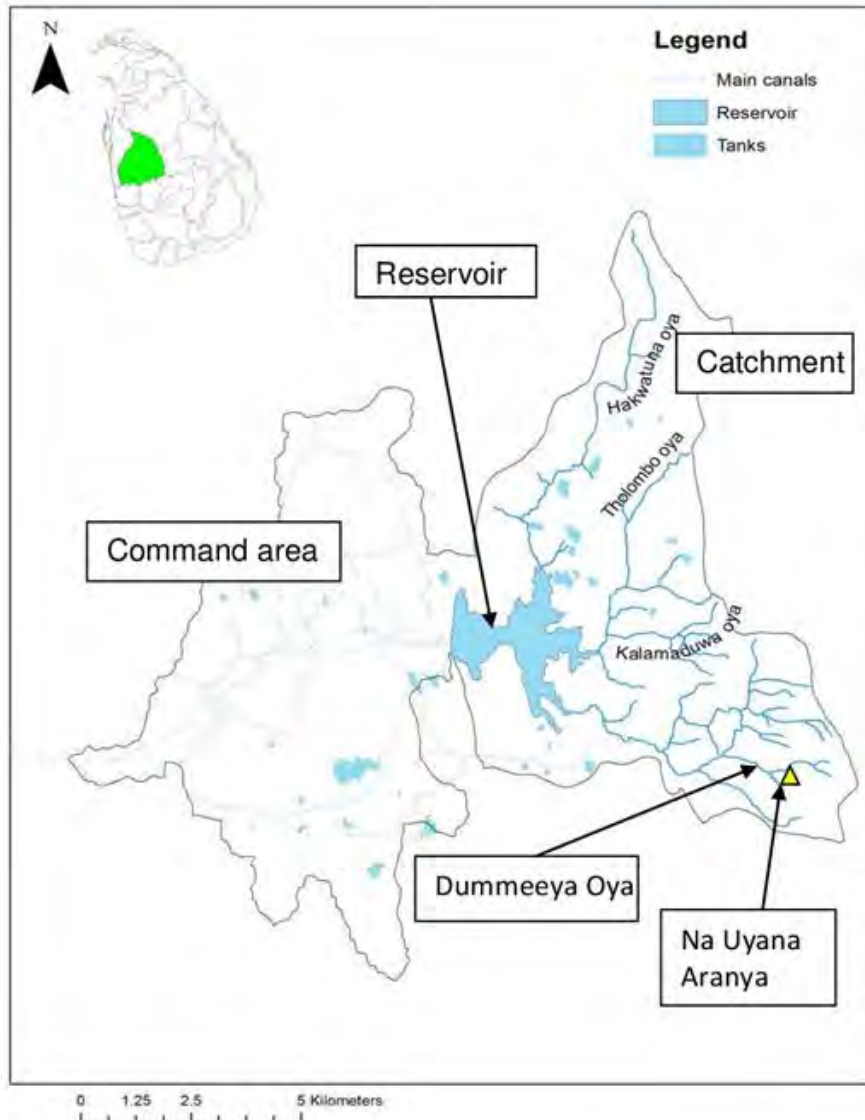 N
Legend
Main canals
Reservoir
Tanks
Reservoir
Catchment
Hakwatuna oya
Tholombo oya
Command area
Kalamaduwa oya
Dummeeya Oya
Na Uyana
Aranya
0 1.25 2.5 5 Kilometers